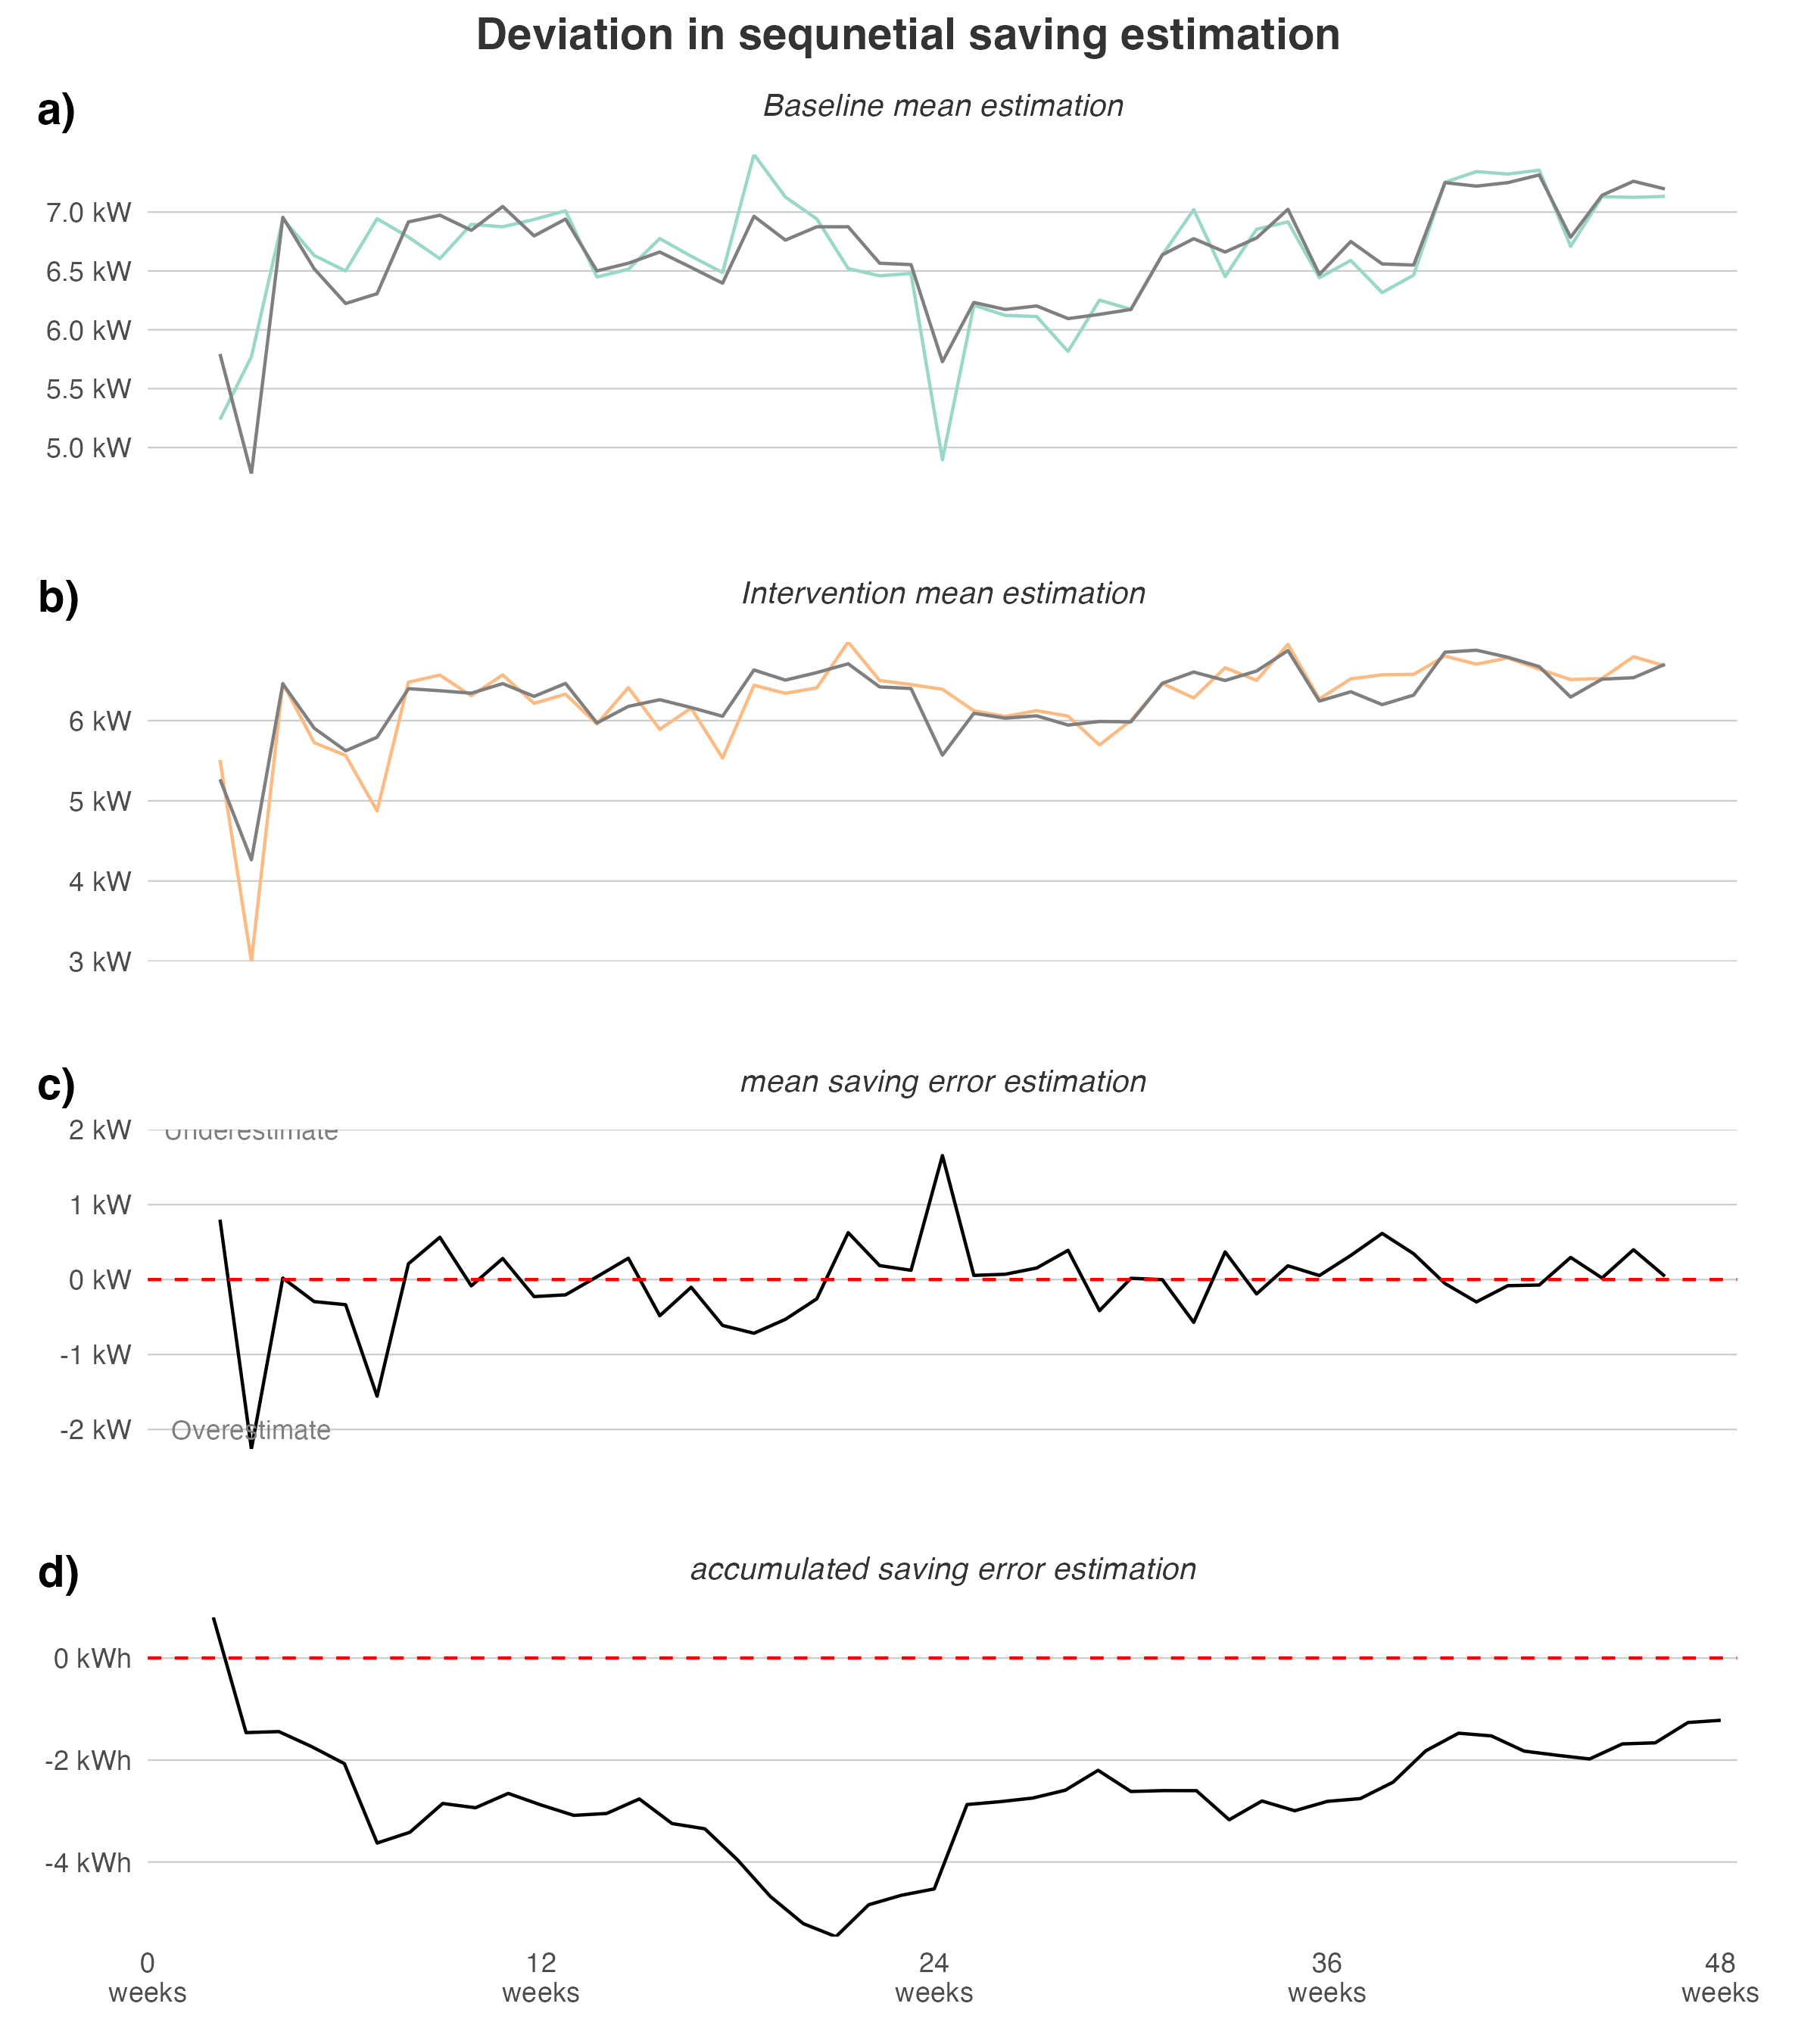 Deviation in sequnetial saving estimation
a)
Baseline mean estimation
7.0 kW
6.5 kW
6.0 kW
5.5 kW
5.0 kW
b)
Intervention mean estimation
6 kW
5 kW
4 kW
3 kW
c)
mean saving error estimation
2 kW
Underestimate
1 kW
0 kW
-1 kW
-2 kW
Overestimate
d)
accumulated saving error estimation
0 kWh
-2 kWh
-4 kWh
0 12 24 36 48
weeks weeks weeks weeks weeks